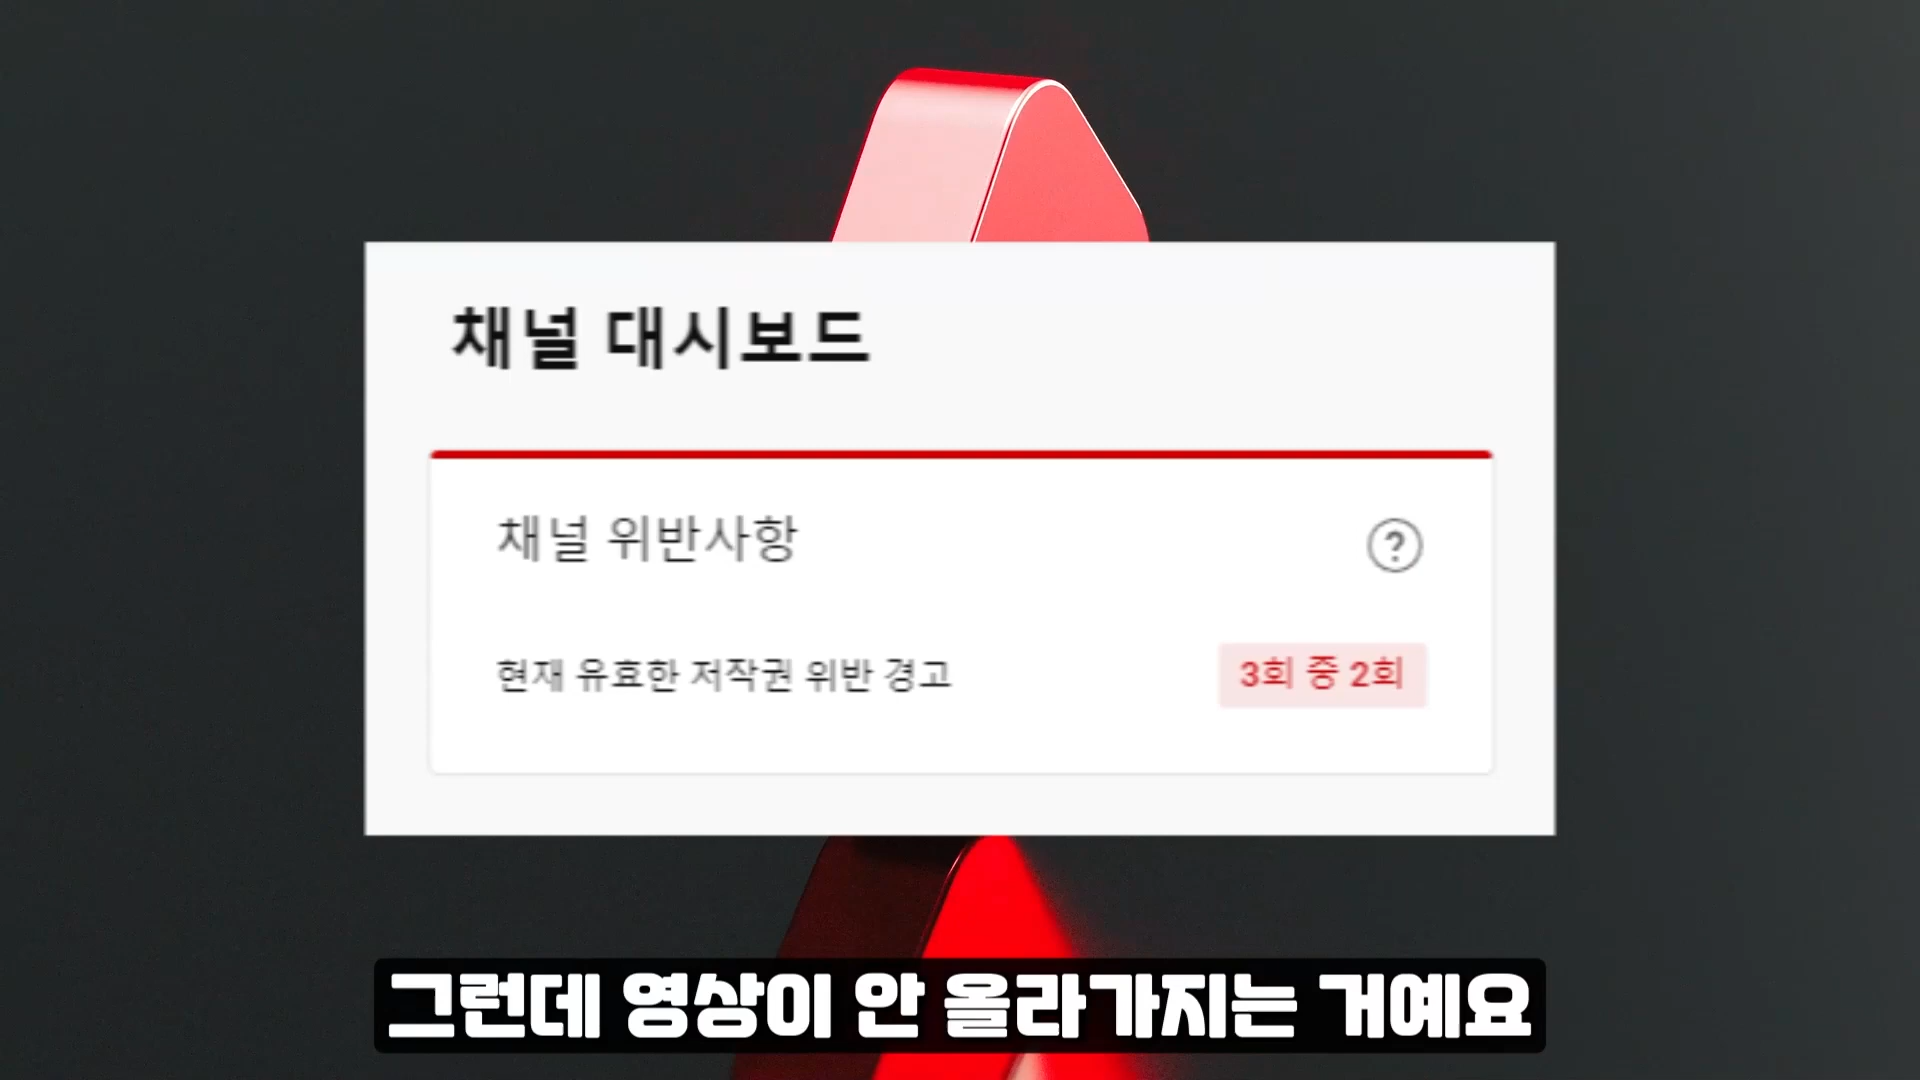 채널 대시보드
채널 위반사항
현재 유효한 저작권 위반 경고 3회 중 2회
그런데 영상이 안 올라가지는 거예요